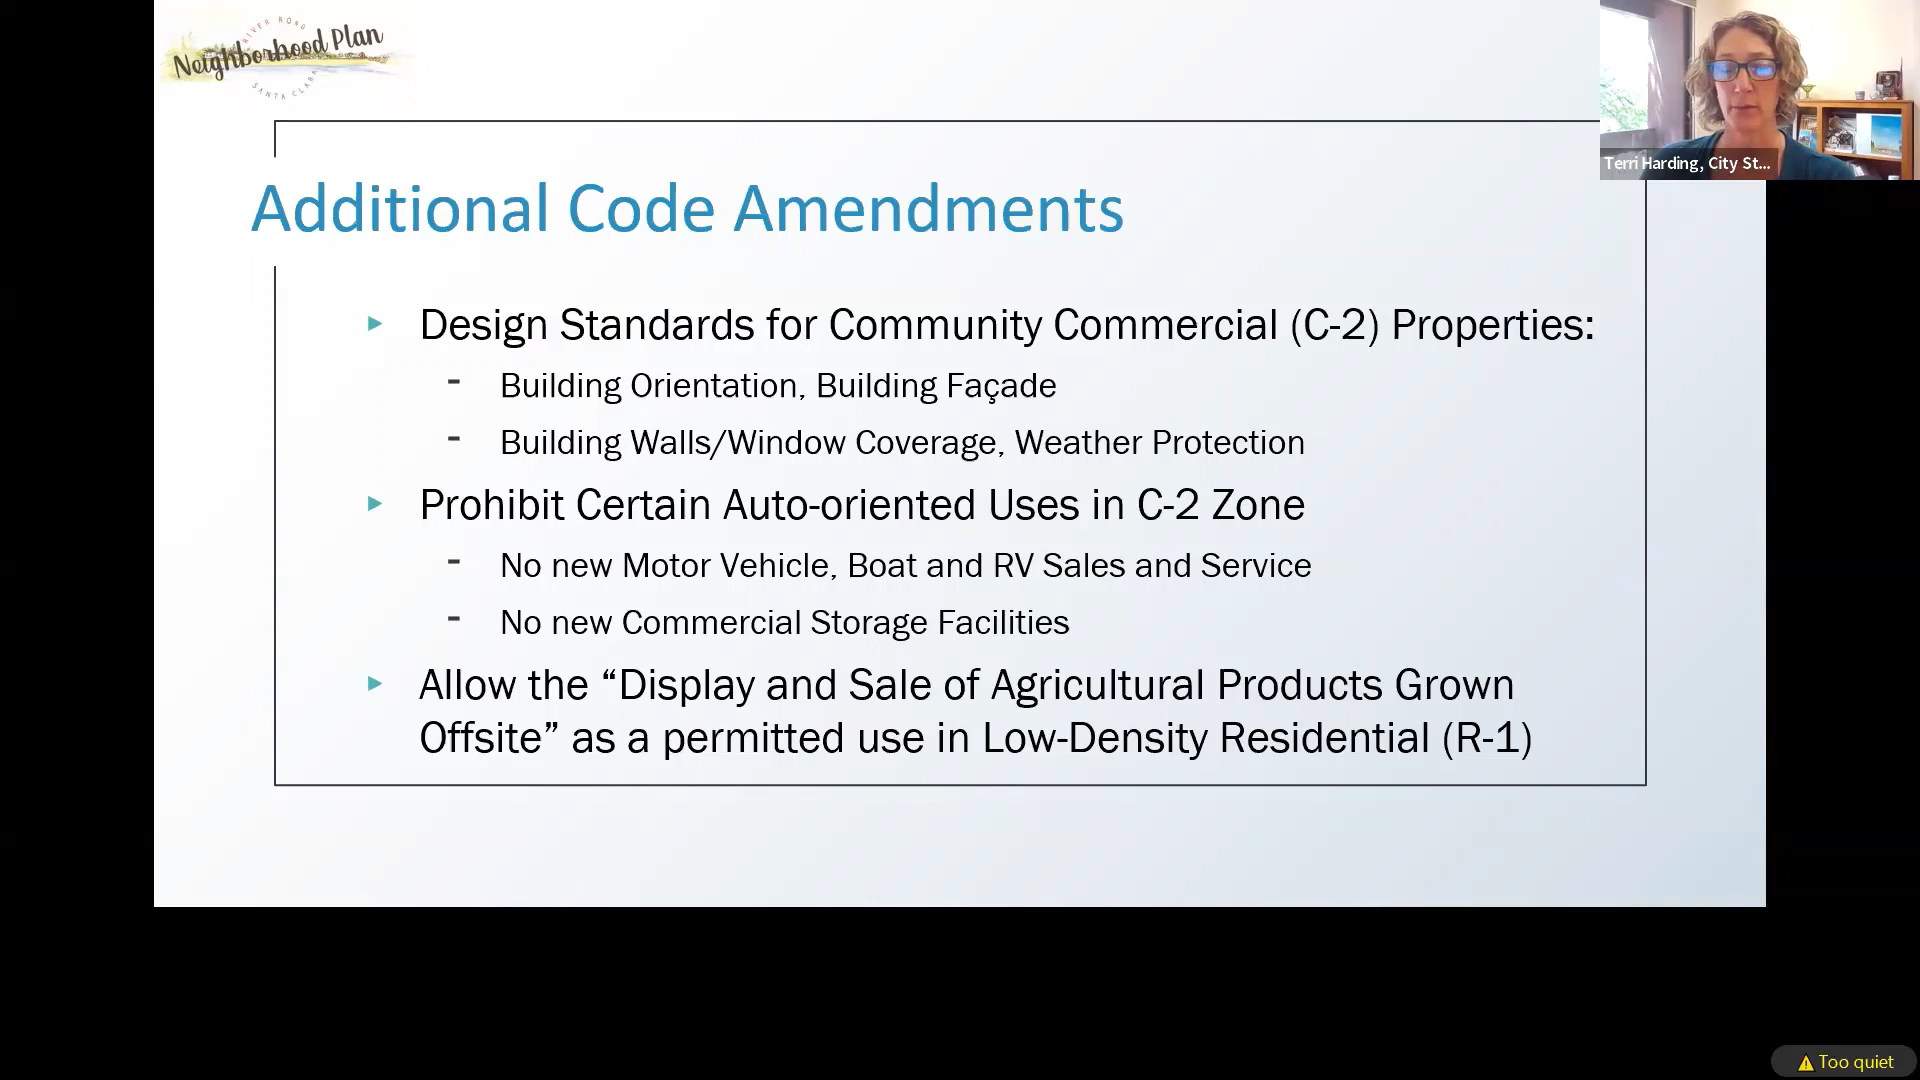 RIVER ROAD
Neighborhood Plan
SANTA CLARA
Terri Harding, City St...
Additional Code Amendments
Design Standards for Community Commercial (C-2) Properties:
- Building Orientation, Building Façade
- Building Walls/Window Coverage, Weather Protection
Prohibit Certain Auto-oriented Uses in C-2 Zone
- No new Motor Vehicle, Boat and RV Sales and Service
- No new Commercial Storage Facilities
Allow the “Display and Sale of Agricultural Products Grown
Offsite” as a permitted use in Low-Density Residential (R-1)
Too quiet